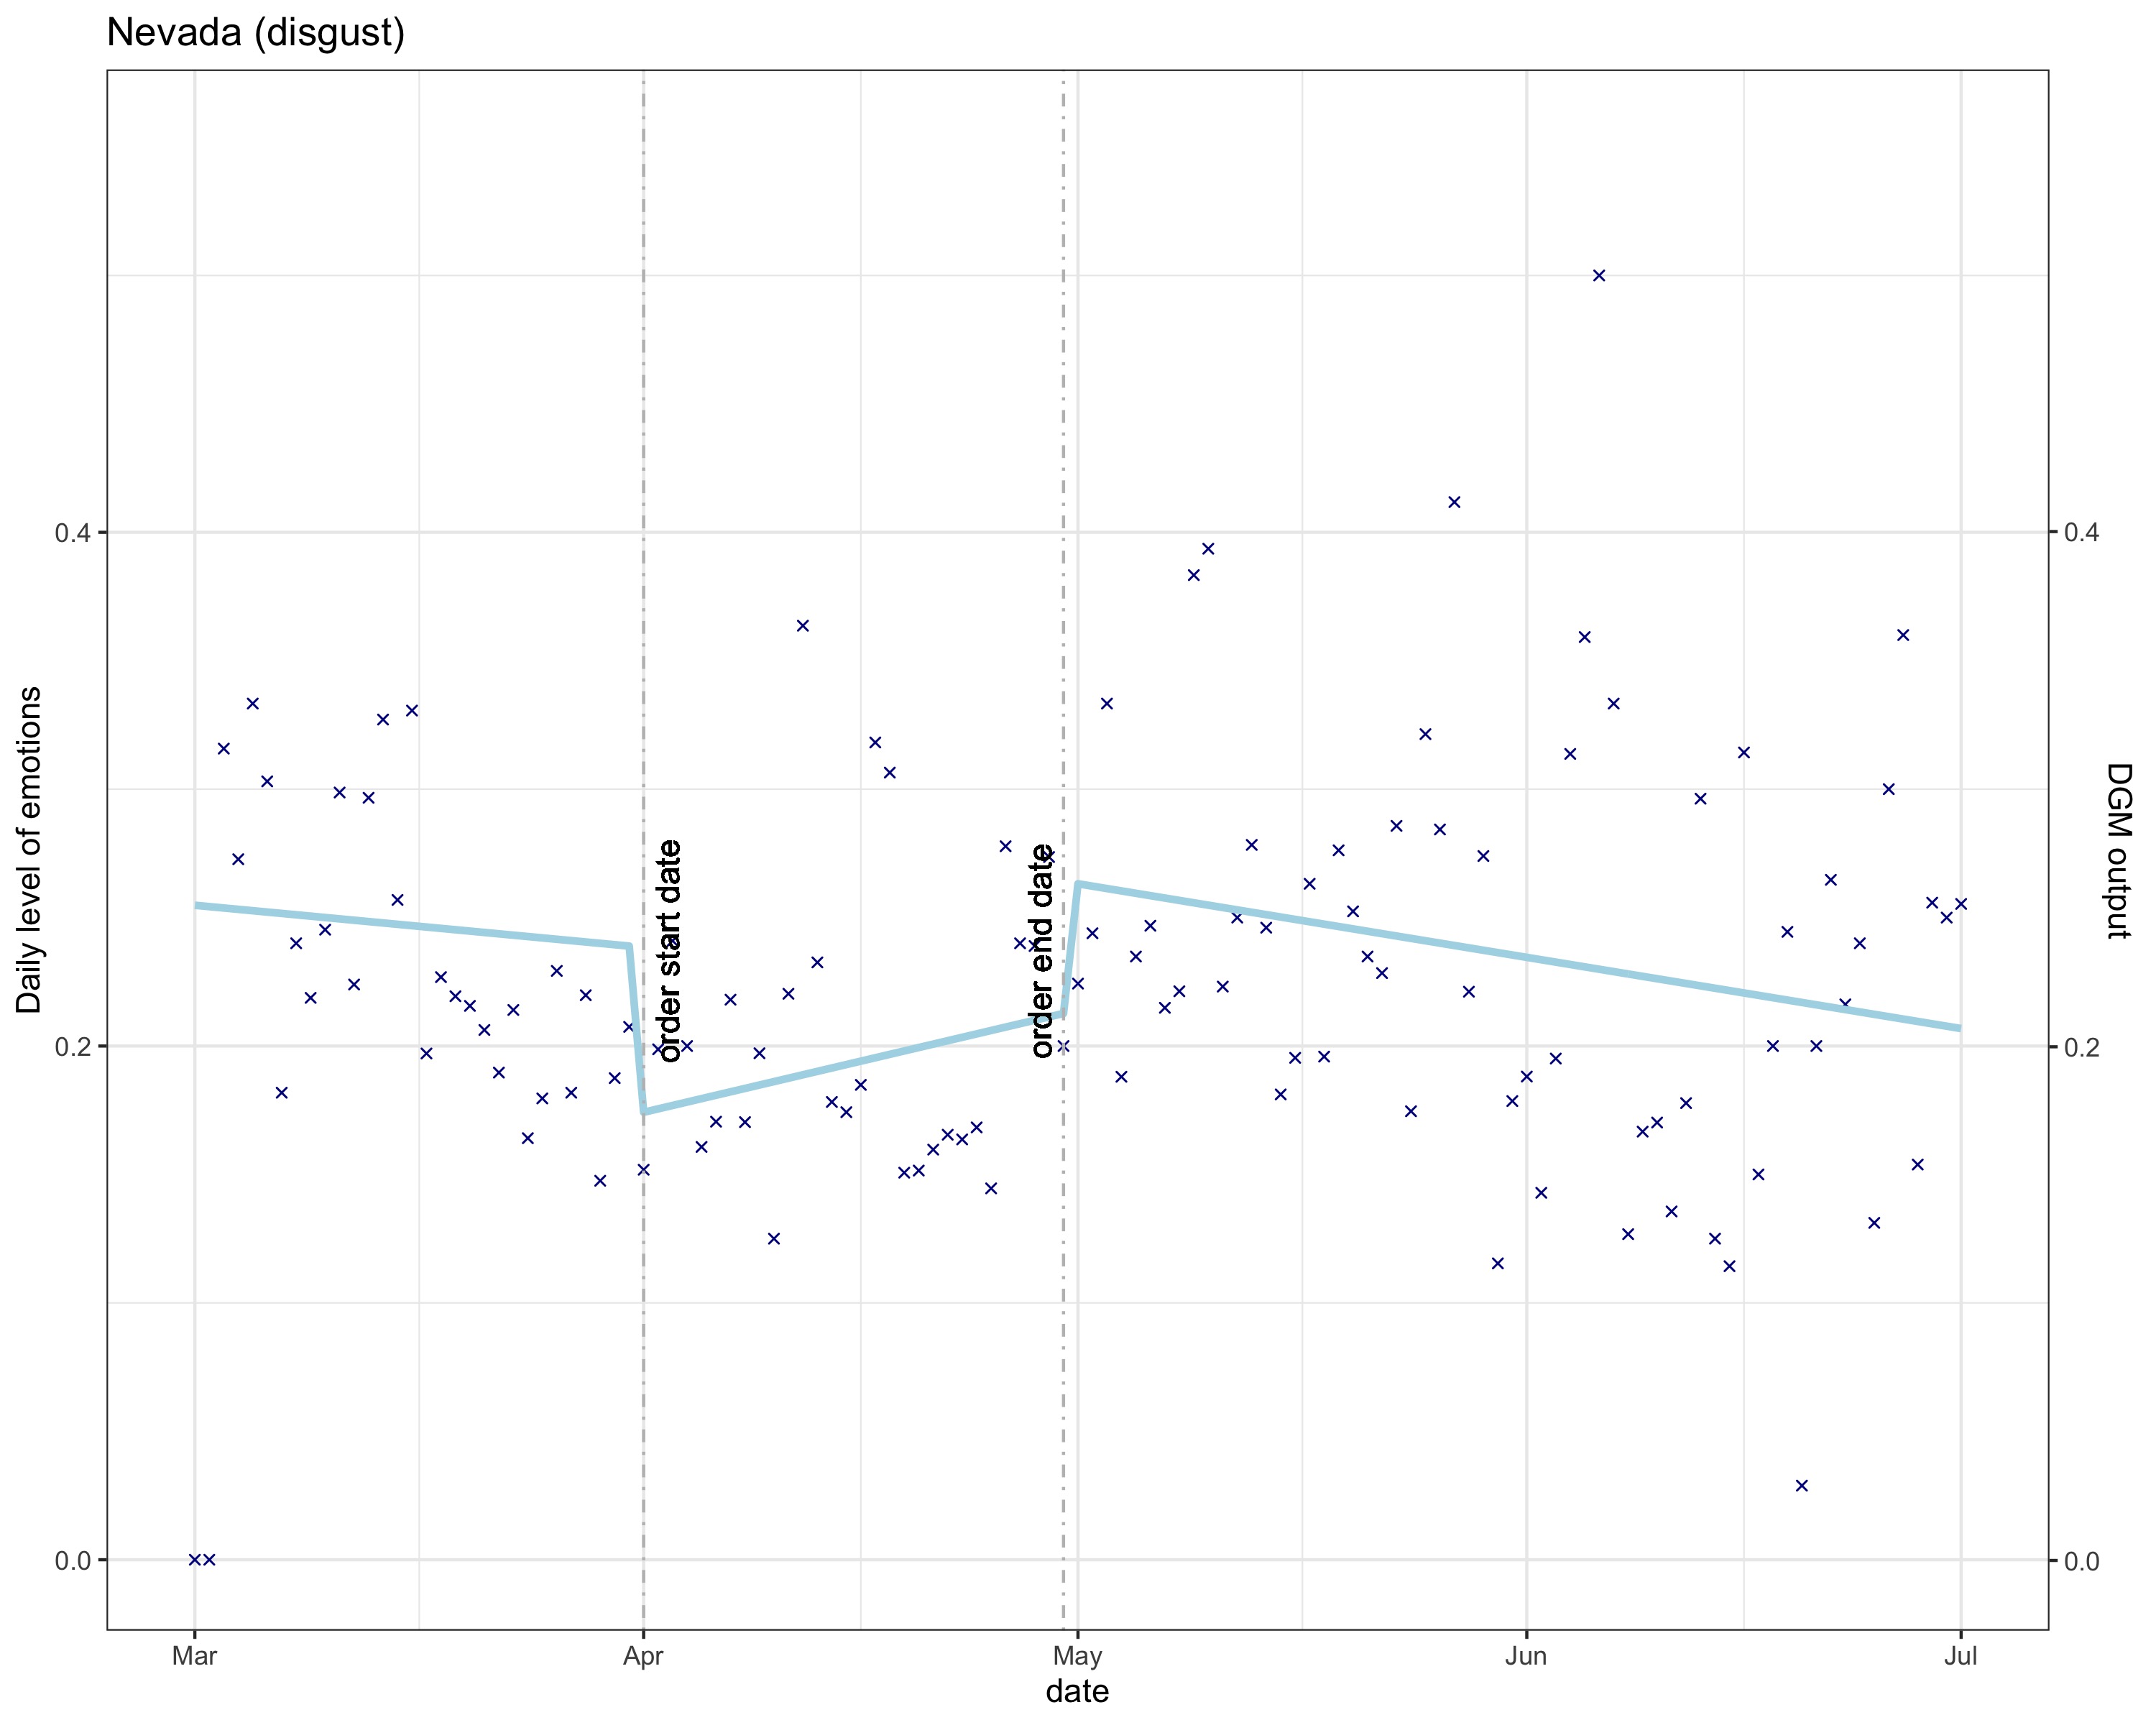 Nevada (disgust)
Daily level of emotions
0.4
0.2
0.0
order start date
order end date
0.4
0.2
0.0
DGM output
Mar
Apr
May
Jun
Jul
date